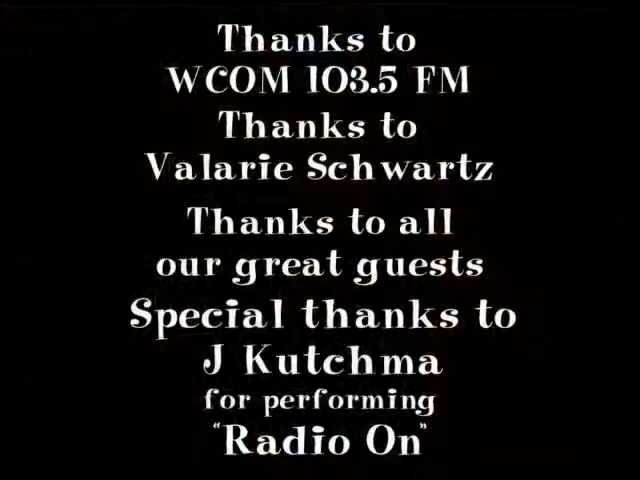 Thanks to
WCOM 103.5 FM
Thanks to
Valarie Schwartz
Thanks to all
our great guests
Special thanks to
J Kutchma
for performing
"Radio On"